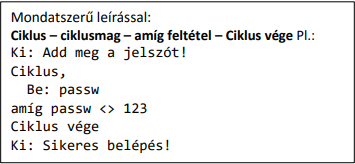 Mondatszerű leírással:
Ciklus – ciklusmag – amíg feltétel – Ciklus vége Pl.:
Ki: Add meg a jelszót!
Ciklus,
Be: passw
amíg passw <> 123
Ciklus vége
Ki: Sikeres belépés!